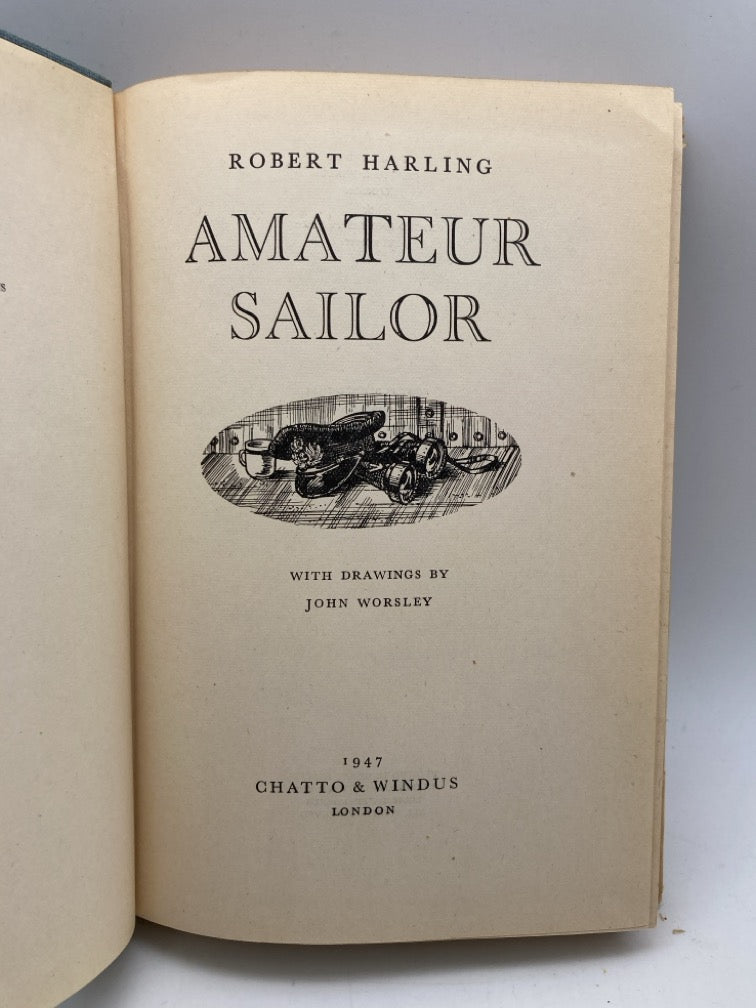 s
ROBERT HARLING
AMATEUR
SAILOR
WITH DRAWINGS BY
JOHN WORSLEY
1947
CHATTO & WINDUS
LONDON